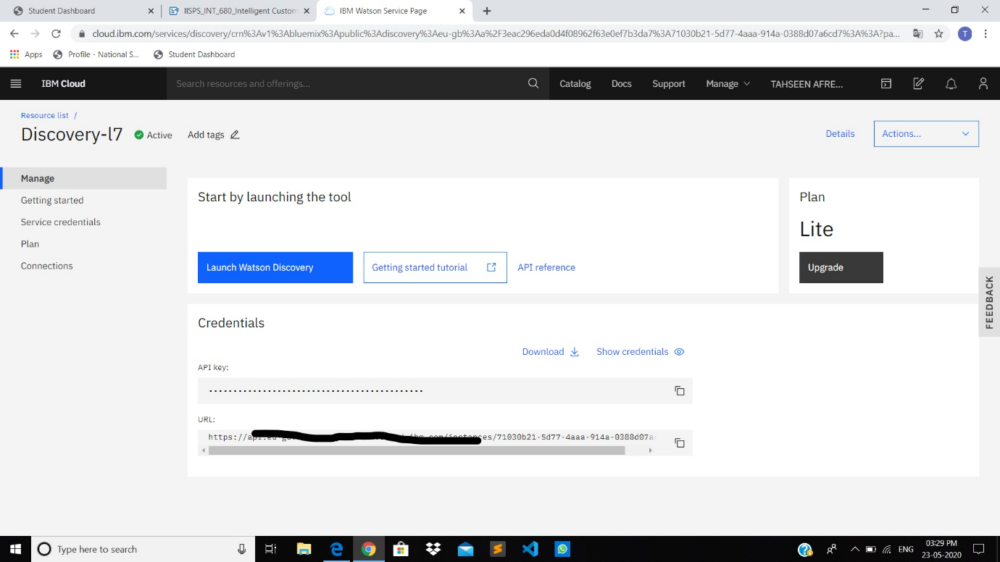 Student Dashboard
IISPS_INT_680_Intelligent Custom
IBM Watson Service Page
cloud.ibm.com/services/discovery/crn%3Av1%3Abluemix%3Apublic%3Adiscovery%3Aeu-gb%3Aa%2F3eac296eda0d4f08962f63e0ef7b3da7%3A71030b21-5d77-4aaa-914a-0388d07a6cd7%3A%3A?pa...
T
Apps
Profile - National S...
Student Dashboard
IBM Cloud
Search resources and offerings...
Catalog
Docs
Support
Manage
TAHSEEN AFRE...
Resource list /
Discovery-l7
Active
Add tags
Details
Actions...
Manage
Getting started
Service credentials
Plan
Connections
Start by launching the tool
Launch Watson Discovery
Getting started tutorial
API reference
Plan
Lite
Upgrade
FEEDBACK
Credentials
Download
Show credentials
API key:
URL:
https://api.eu-gb. ibm.com/instances/71030b21-5d77-4aaa-914a-0388d07a
Type here to search
ENG
03:29 PM
23-05-2020